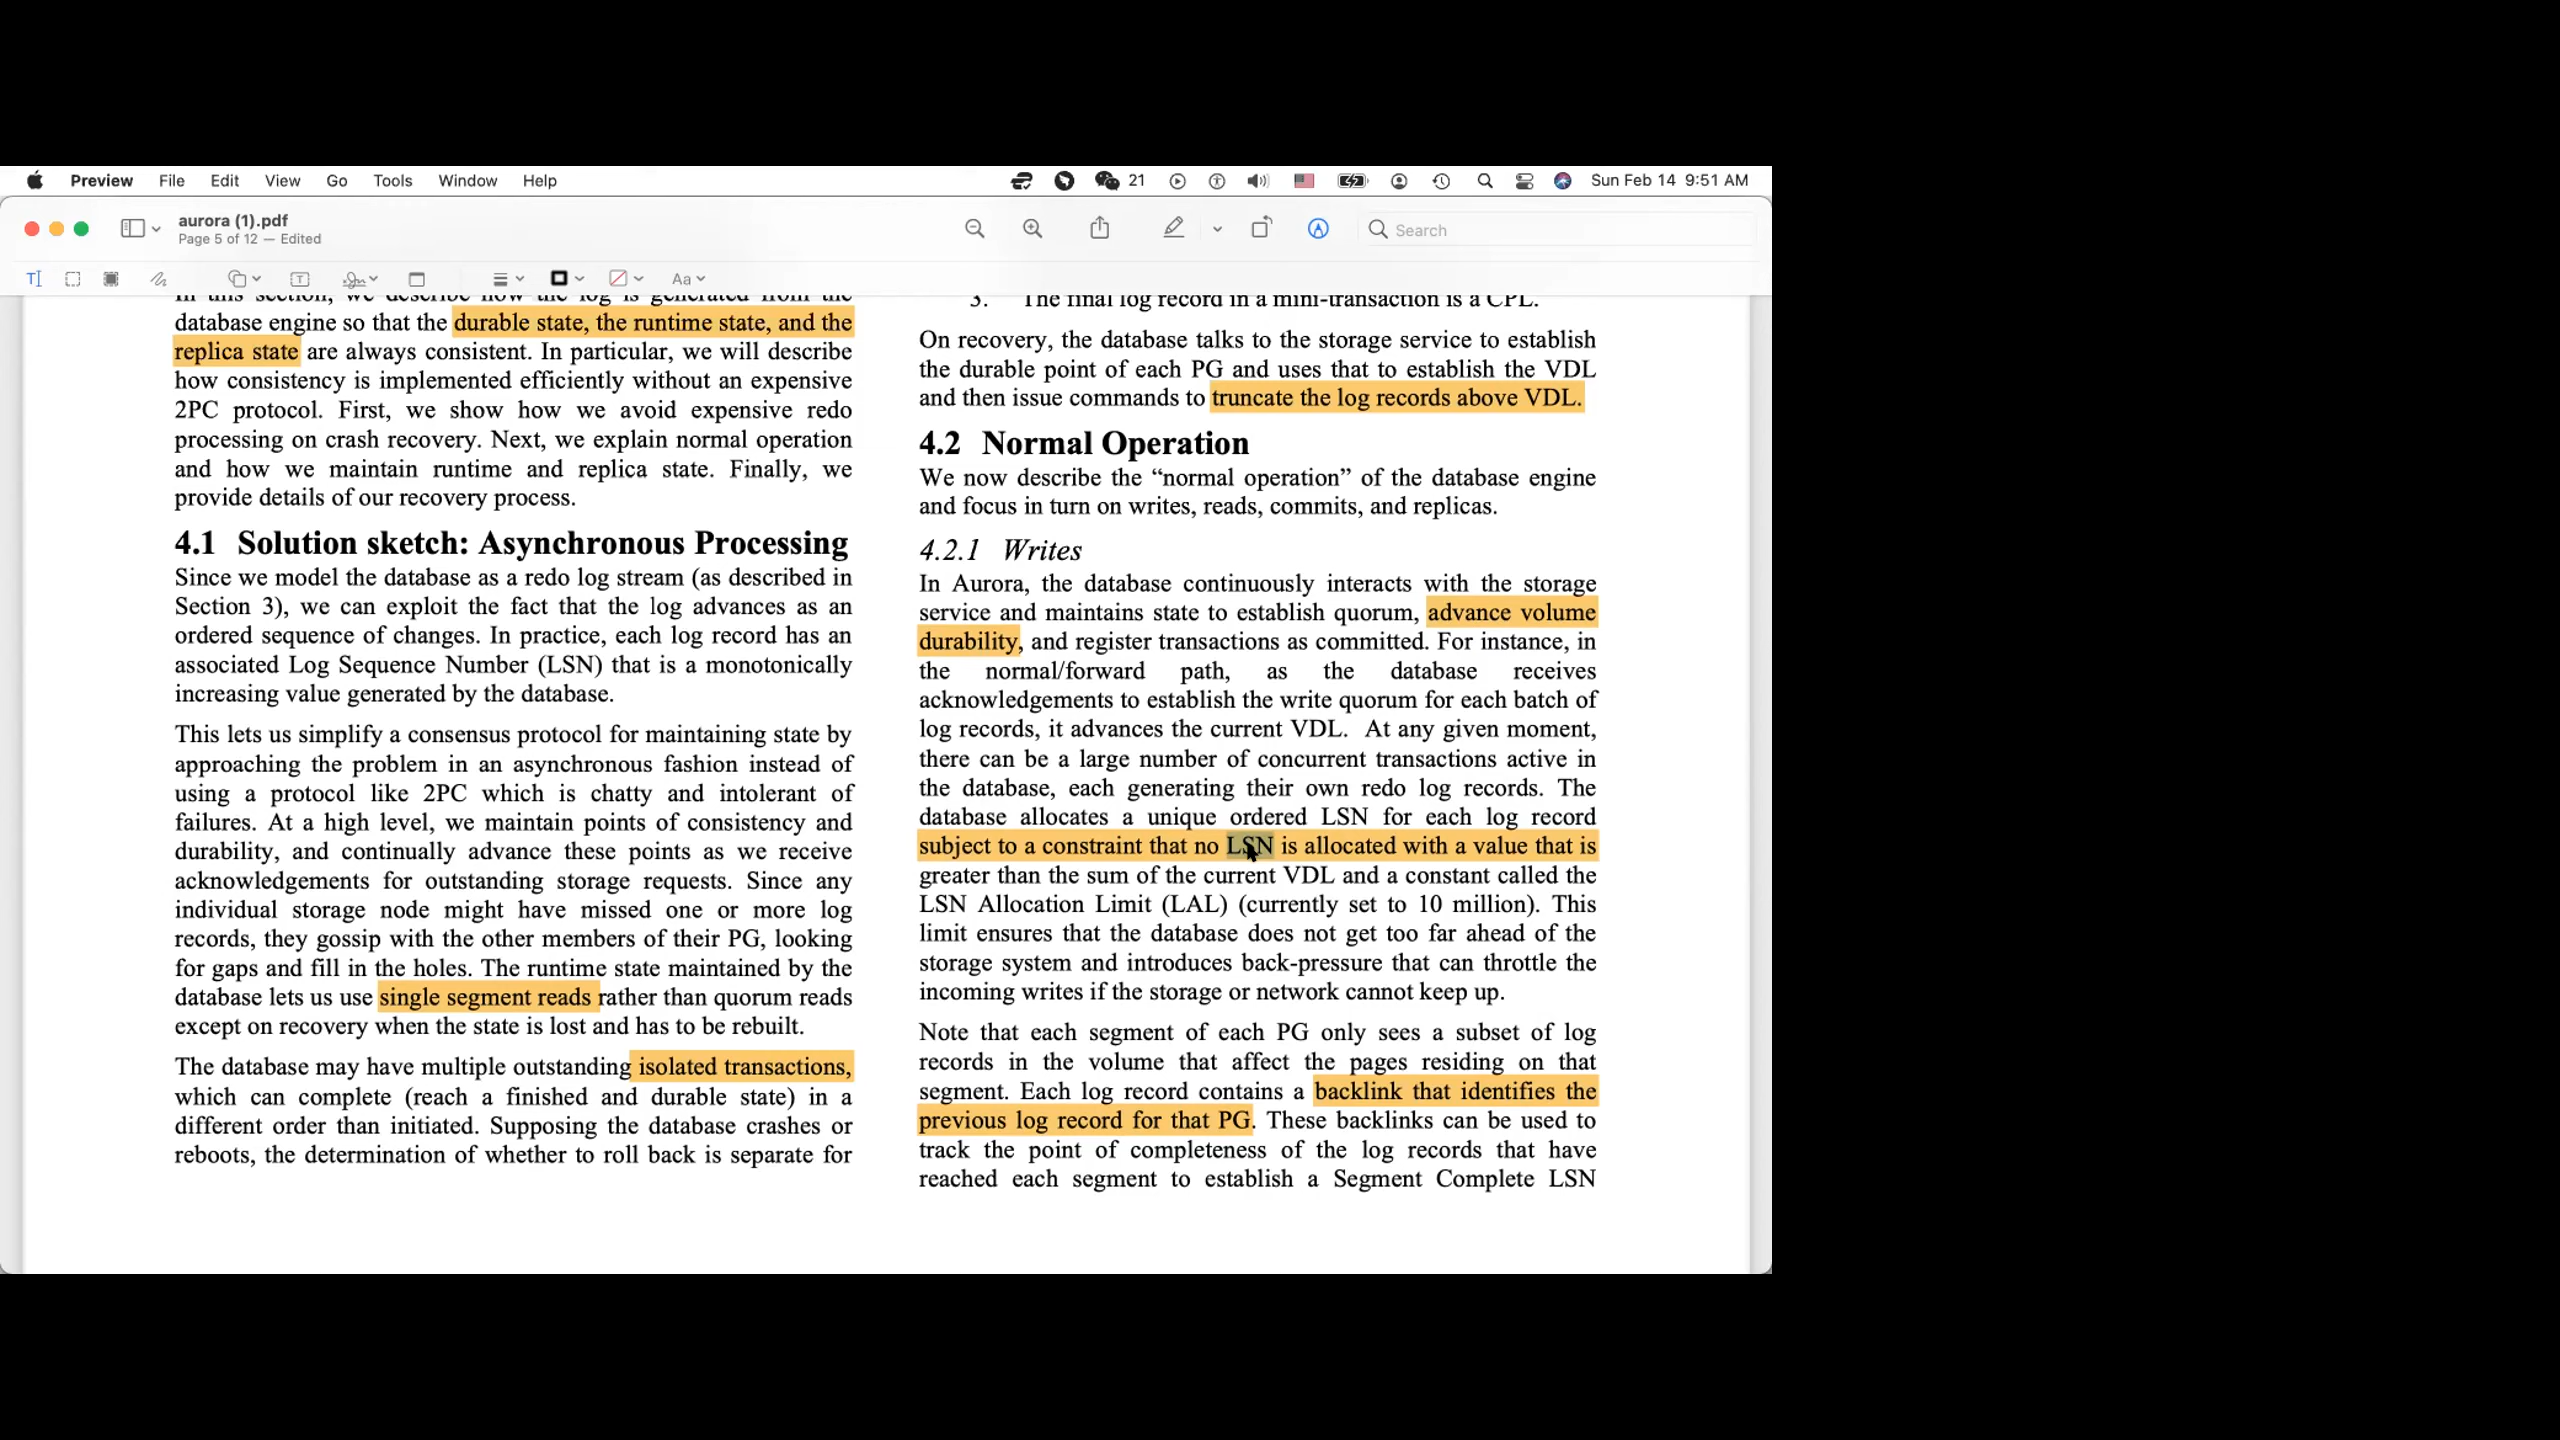 Preview File Edit View Go Tools Window Help 21 Sun Feb 14 9:51 AM
aurora (1).pdf
Page 5 of 12 — Edited
Search
Aa
In this section, we describe how the log is generated from the
database engine so that the durable state, the runtime state, and the
replica state are always consistent. In particular, we will describe
how consistency is implemented efficiently without an expensive
2PC protocol. First, we show how we avoid expensive redo
processing on crash recovery. Next, we explain normal operation
and how we maintain runtime and replica state. Finally, we
provide details of our recovery process.
4.1 Solution sketch: Asynchronous Processing
Since we model the database as a redo log stream (as described in
Section 3), we can exploit the fact that the log advances as an
ordered sequence of changes. In practice, each log record has an
associated Log Sequence Number (LSN) that is a monotonically
increasing value generated by the database.
This lets us simplify a consensus protocol for maintaining state by
approaching the problem in an asynchronous fashion instead of
using a protocol like 2PC which is chatty and intolerant of
failures. At a high level, we maintain points of consistency and
durability, and continually advance these points as we receive
acknowledgements for outstanding storage requests. Since any
individual storage node might have missed one or more log
records, they gossip with the other members of their PG, looking
for gaps and fill in the holes. The runtime state maintained by the
database lets us use single segment reads rather than quorum reads
except on recovery when the state is lost and has to be rebuilt.
The database may have multiple outstanding isolated transactions,
which can complete (reach a finished and durable state) in a
different order than initiated. Supposing the database crashes or
reboots, the determination of whether to roll back is separate for
3. The final log record in a mini-transaction is a CPL.
On recovery, the database talks to the storage service to establish
the durable point of each PG and uses that to establish the VDL
and then issue commands to truncate the log records above VDL.
4.2 Normal Operation
We now describe the “normal operation” of the database engine
and focus in turn on writes, reads, commits, and replicas.
4.2.1 Writes
In Aurora, the database continuously interacts with the storage
service and maintains state to establish quorum, advance volume
durability, and register transactions as committed. For instance, in
the normal/forward path, as the database receives
acknowledgements to establish the write quorum for each batch of
log records, it advances the current VDL. At any given moment,
there can be a large number of concurrent transactions active in
the database, each generating their own redo log records. The
database allocates a unique ordered LSN for each log record
subject to a constraint that no LSN is allocated with a value that is
greater than the sum of the current VDL and a constant called the
LSN Allocation Limit (LAL) (currently set to 10 million). This
limit ensures that the database does not get too far ahead of the
storage system and introduces back-pressure that can throttle the
incoming writes if the storage or network cannot keep up.
Note that each segment of each PG only sees a subset of log
records in the volume that affect the pages residing on that
segment. Each log record contains a backlink that identifies the
previous log record for that PG. These backlinks can be used to
track the point of completeness of the log records that have
reached each segment to establish a Segment Complete LSN